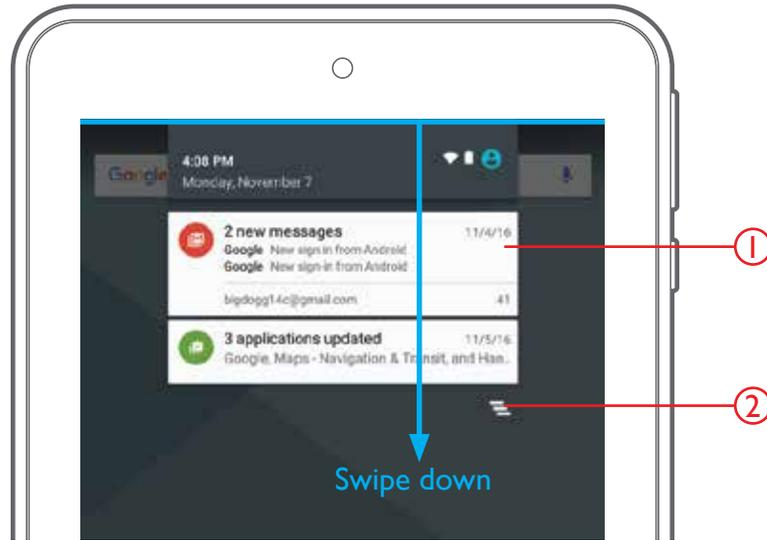 4:08 PM
Monday, November 7
Google
2 new messages 11/4/16
Google New sign in from Android
Google New sign-in from Android
bigdogg14c@gmail.com 41
3 applications updated 11/5/16
Google, Maps - Navigation & Transit, and Han..
Swipe down
1
2